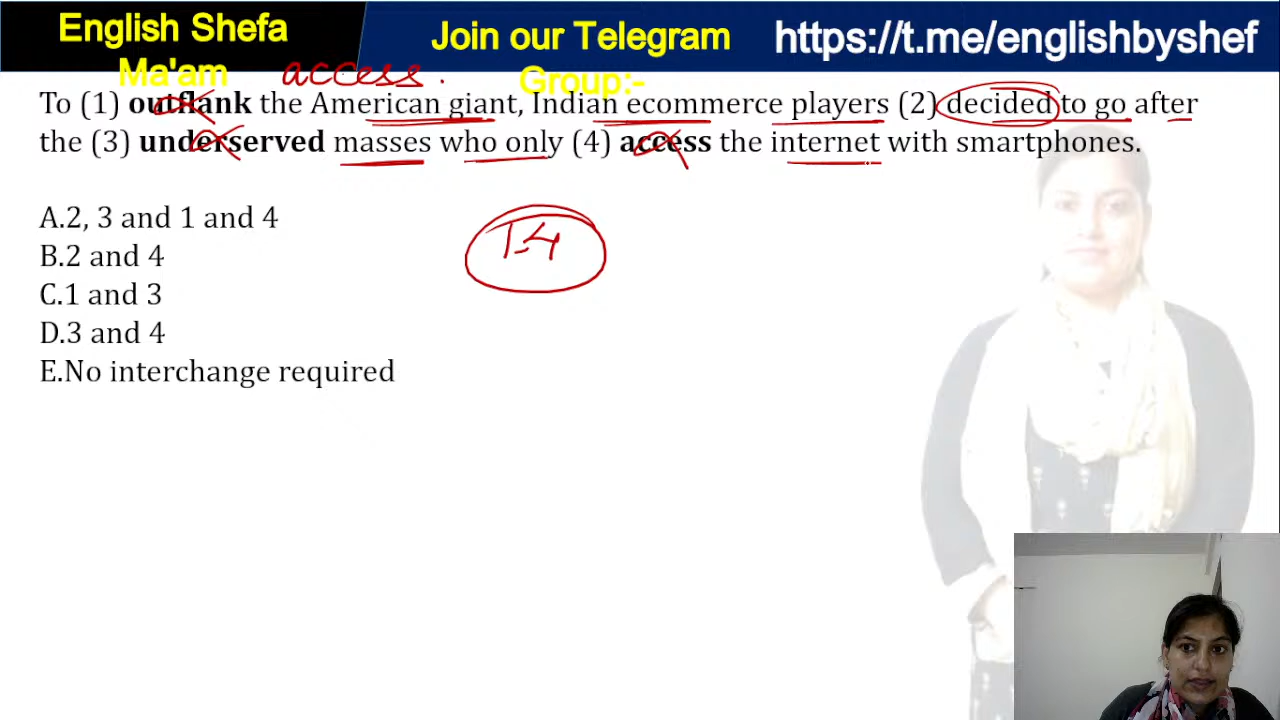 English Shefa Ma'am
Join our Telegram Group:-
https://t.me/englishbyshef
access.
To (1) outflank the American giant, Indian ecommerce players (2) decided to go after
the (3) underserved masses who only (4) access the internet with smartphones.
1-4
A.2, 3 and 1 and 4
B.2 and 4
C.1 and 3
D.3 and 4
E.No interchange required